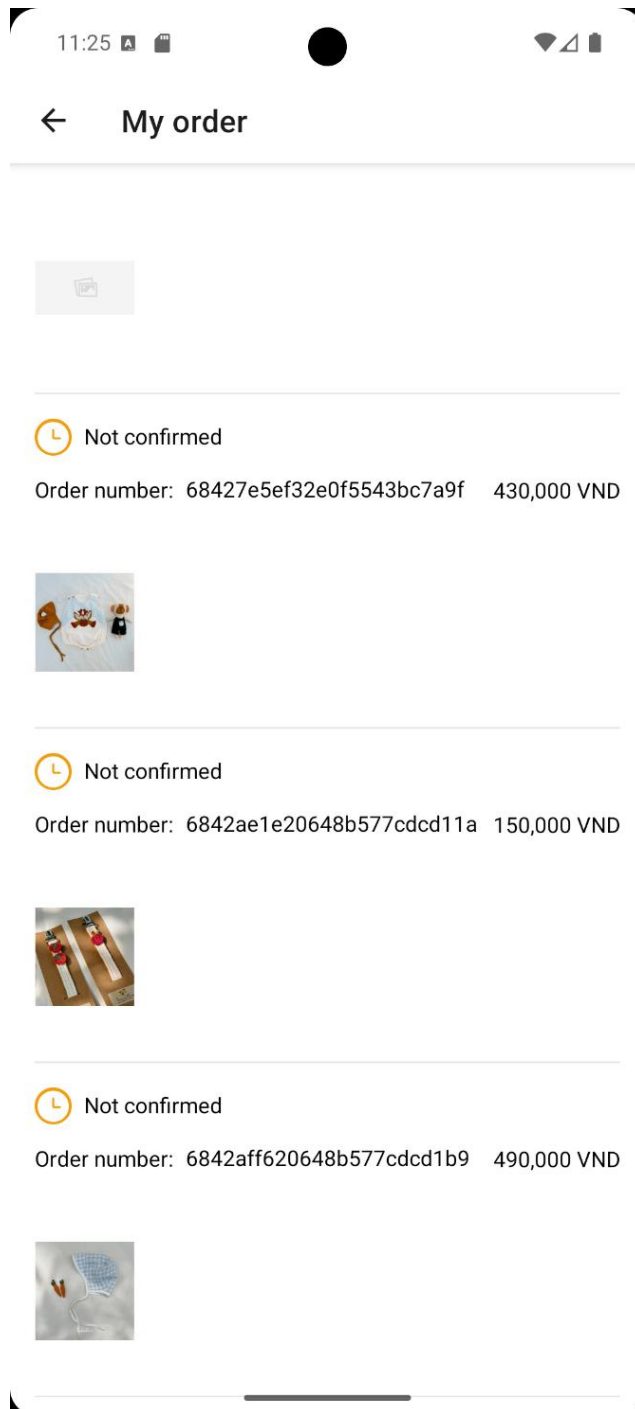 11:25
My order
Not confirmed
Order number: 68427e5ef32e0f5543bc7a9f 430,000 VND
Not confirmed
Order number: 6842ae1e20648b577cdcd11a 150,000 VND
Not confirmed
Order number: 6842aff620648b577cdcd1b9 490,000 VND